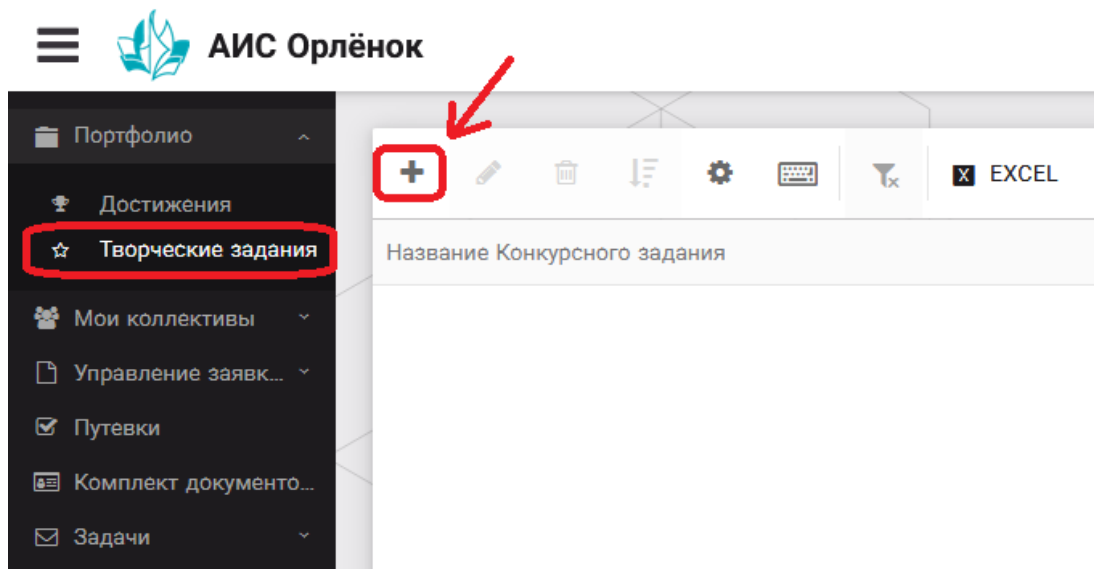 АИС Орлёнок
Портфолио
Достижения
Творческие задания
Мои коллективы
Управление заявк...
Путевки
Комплект документо...
Задачи
X EXCEL
Название Конкурсного задания